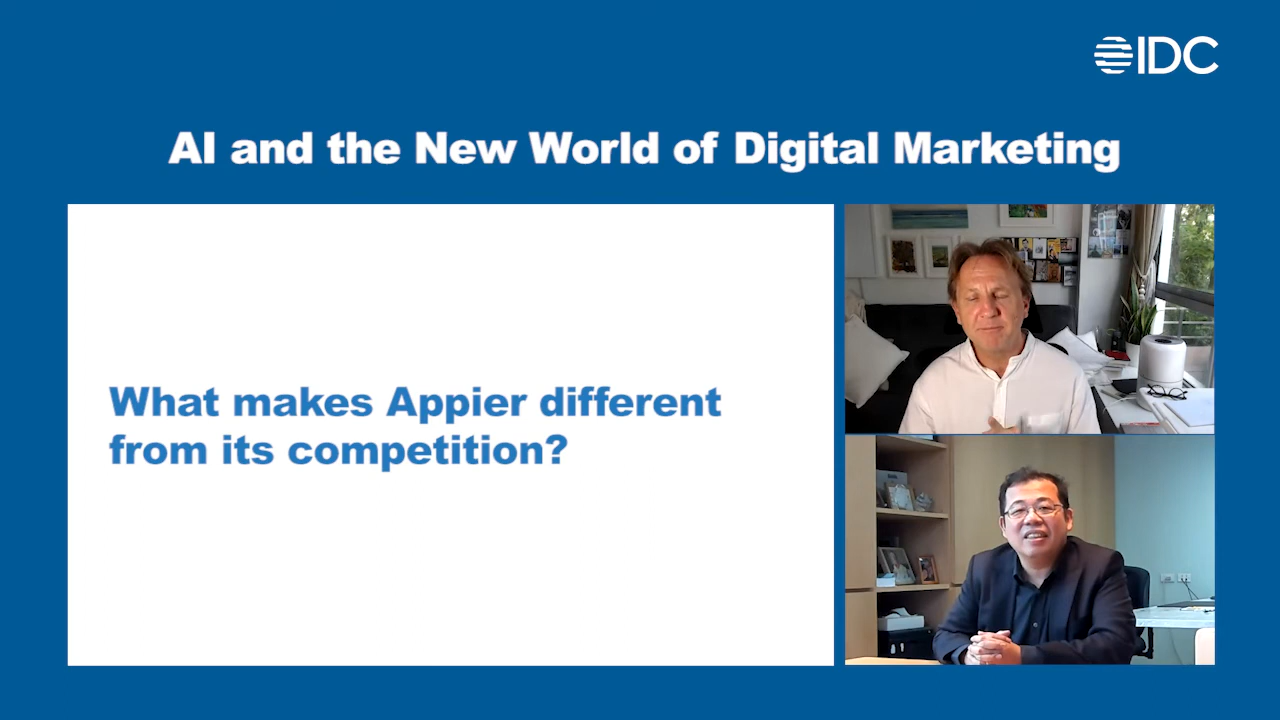 IDC
AI and the New World of Digital Marketing
What makes Appier different
from its competition?